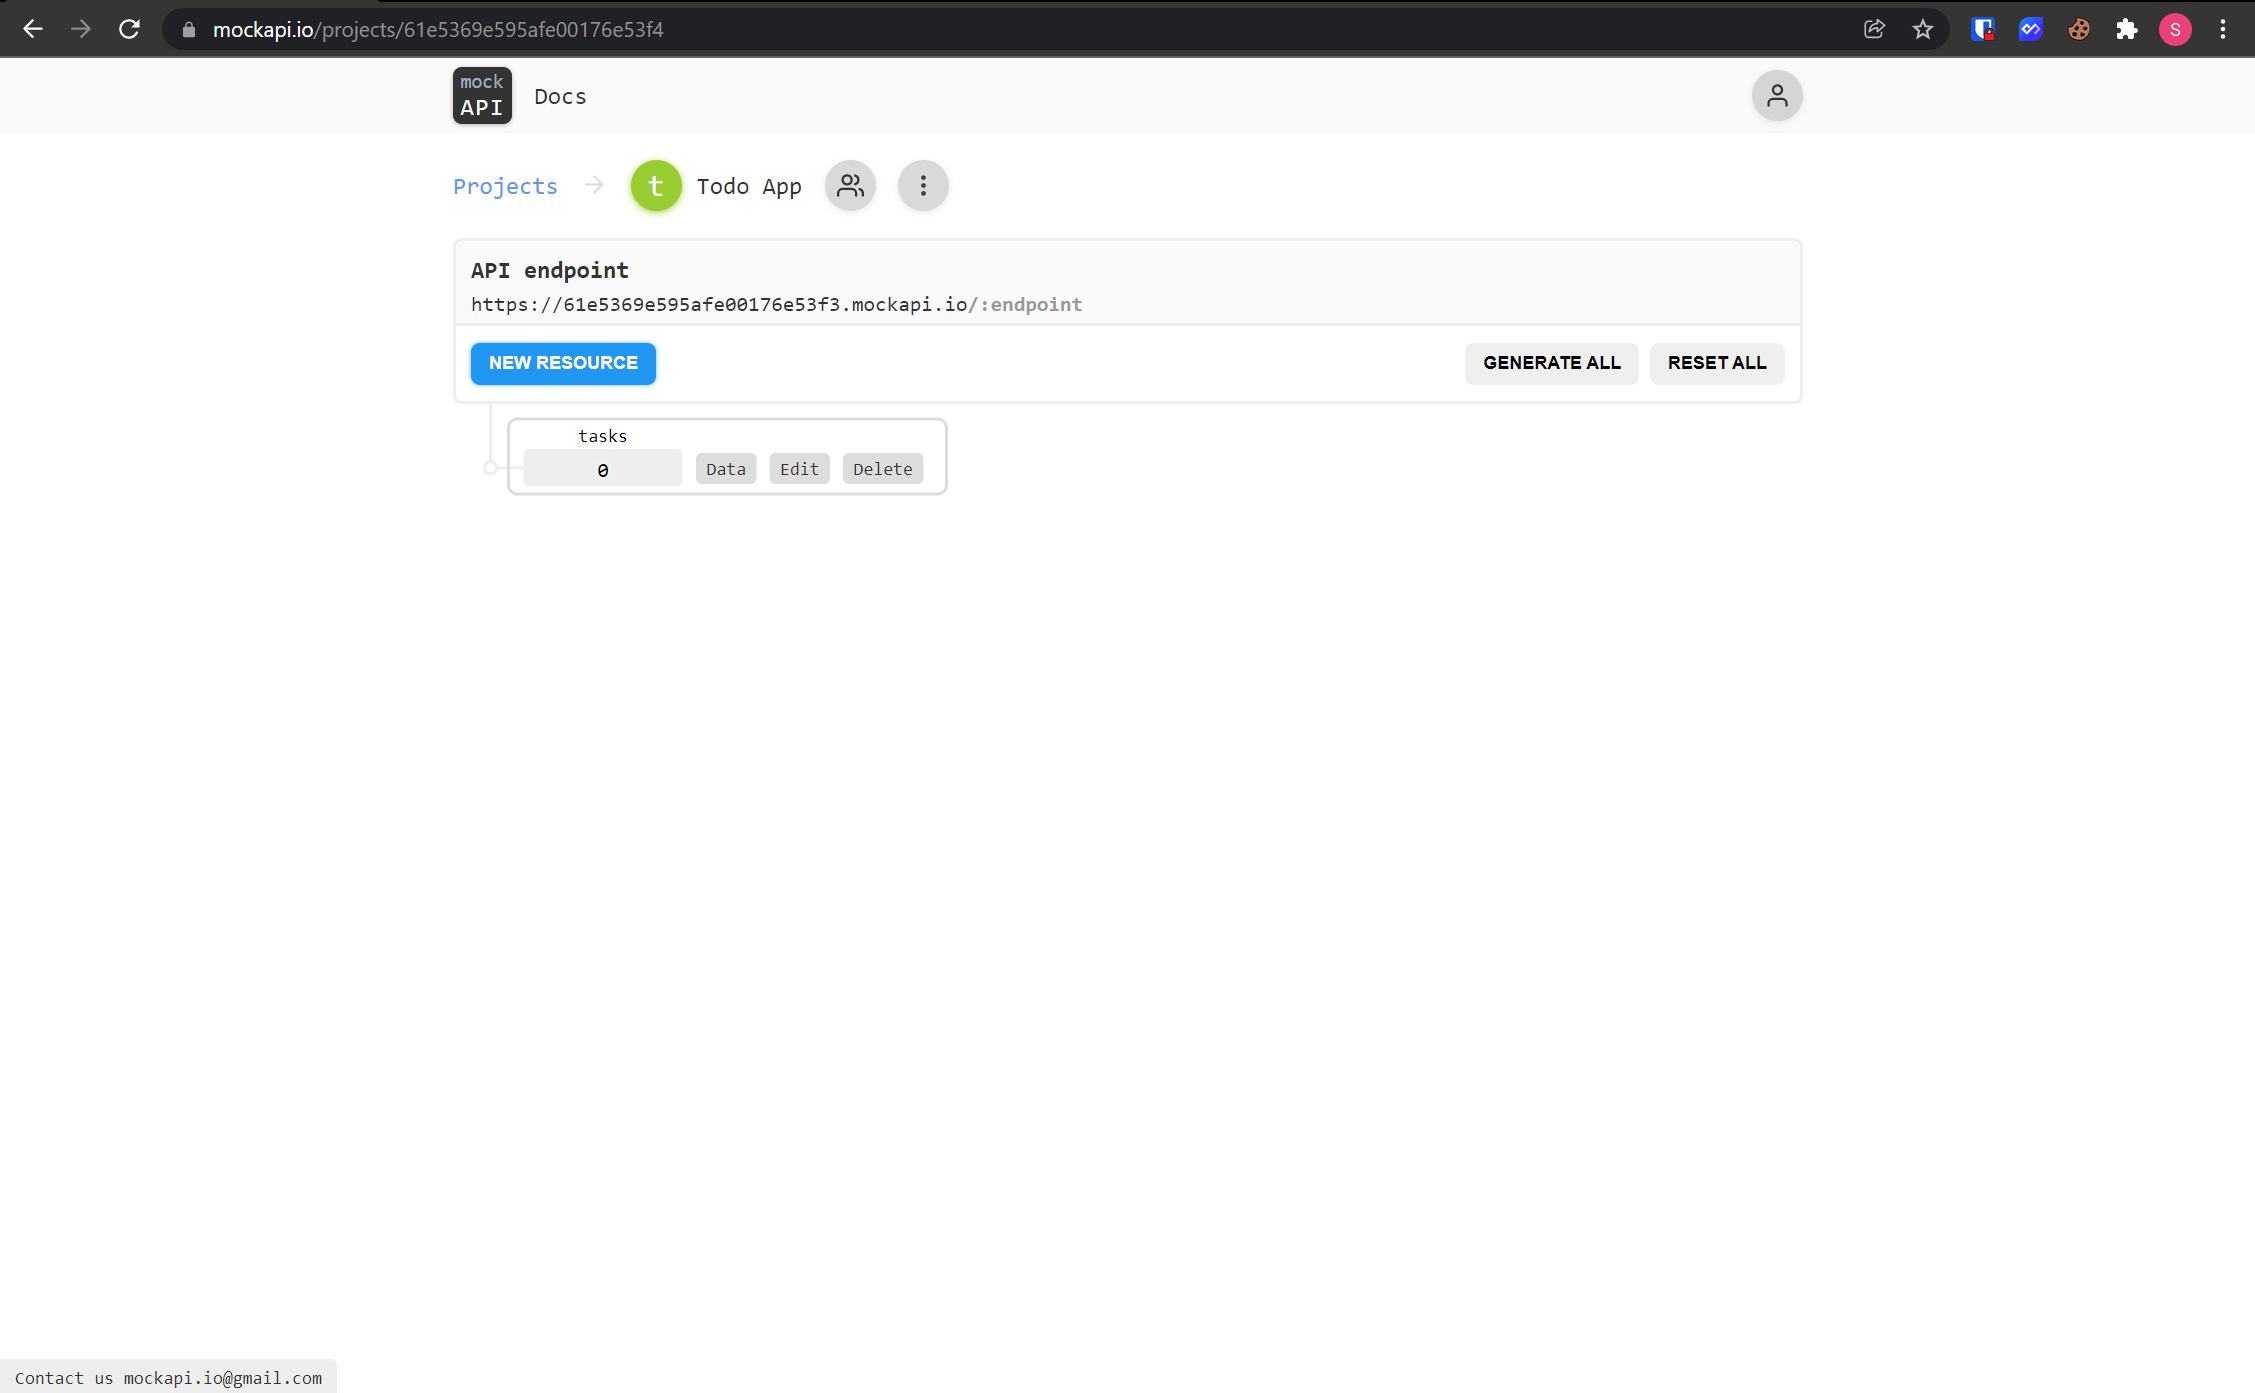 mockapi.io/projects/61e5369e595afe00176e53f4
S
mock
API
Docs
Projects
t
Todo App
API endpoint
https://61e5369e595afe00176e53f3.mockapi.io/:endpoint
NEW RESOURCE
GENERATE ALL
RESET ALL
tasks
0
Data
Edit
Delete
Contact us mockapi.io@gmail.com